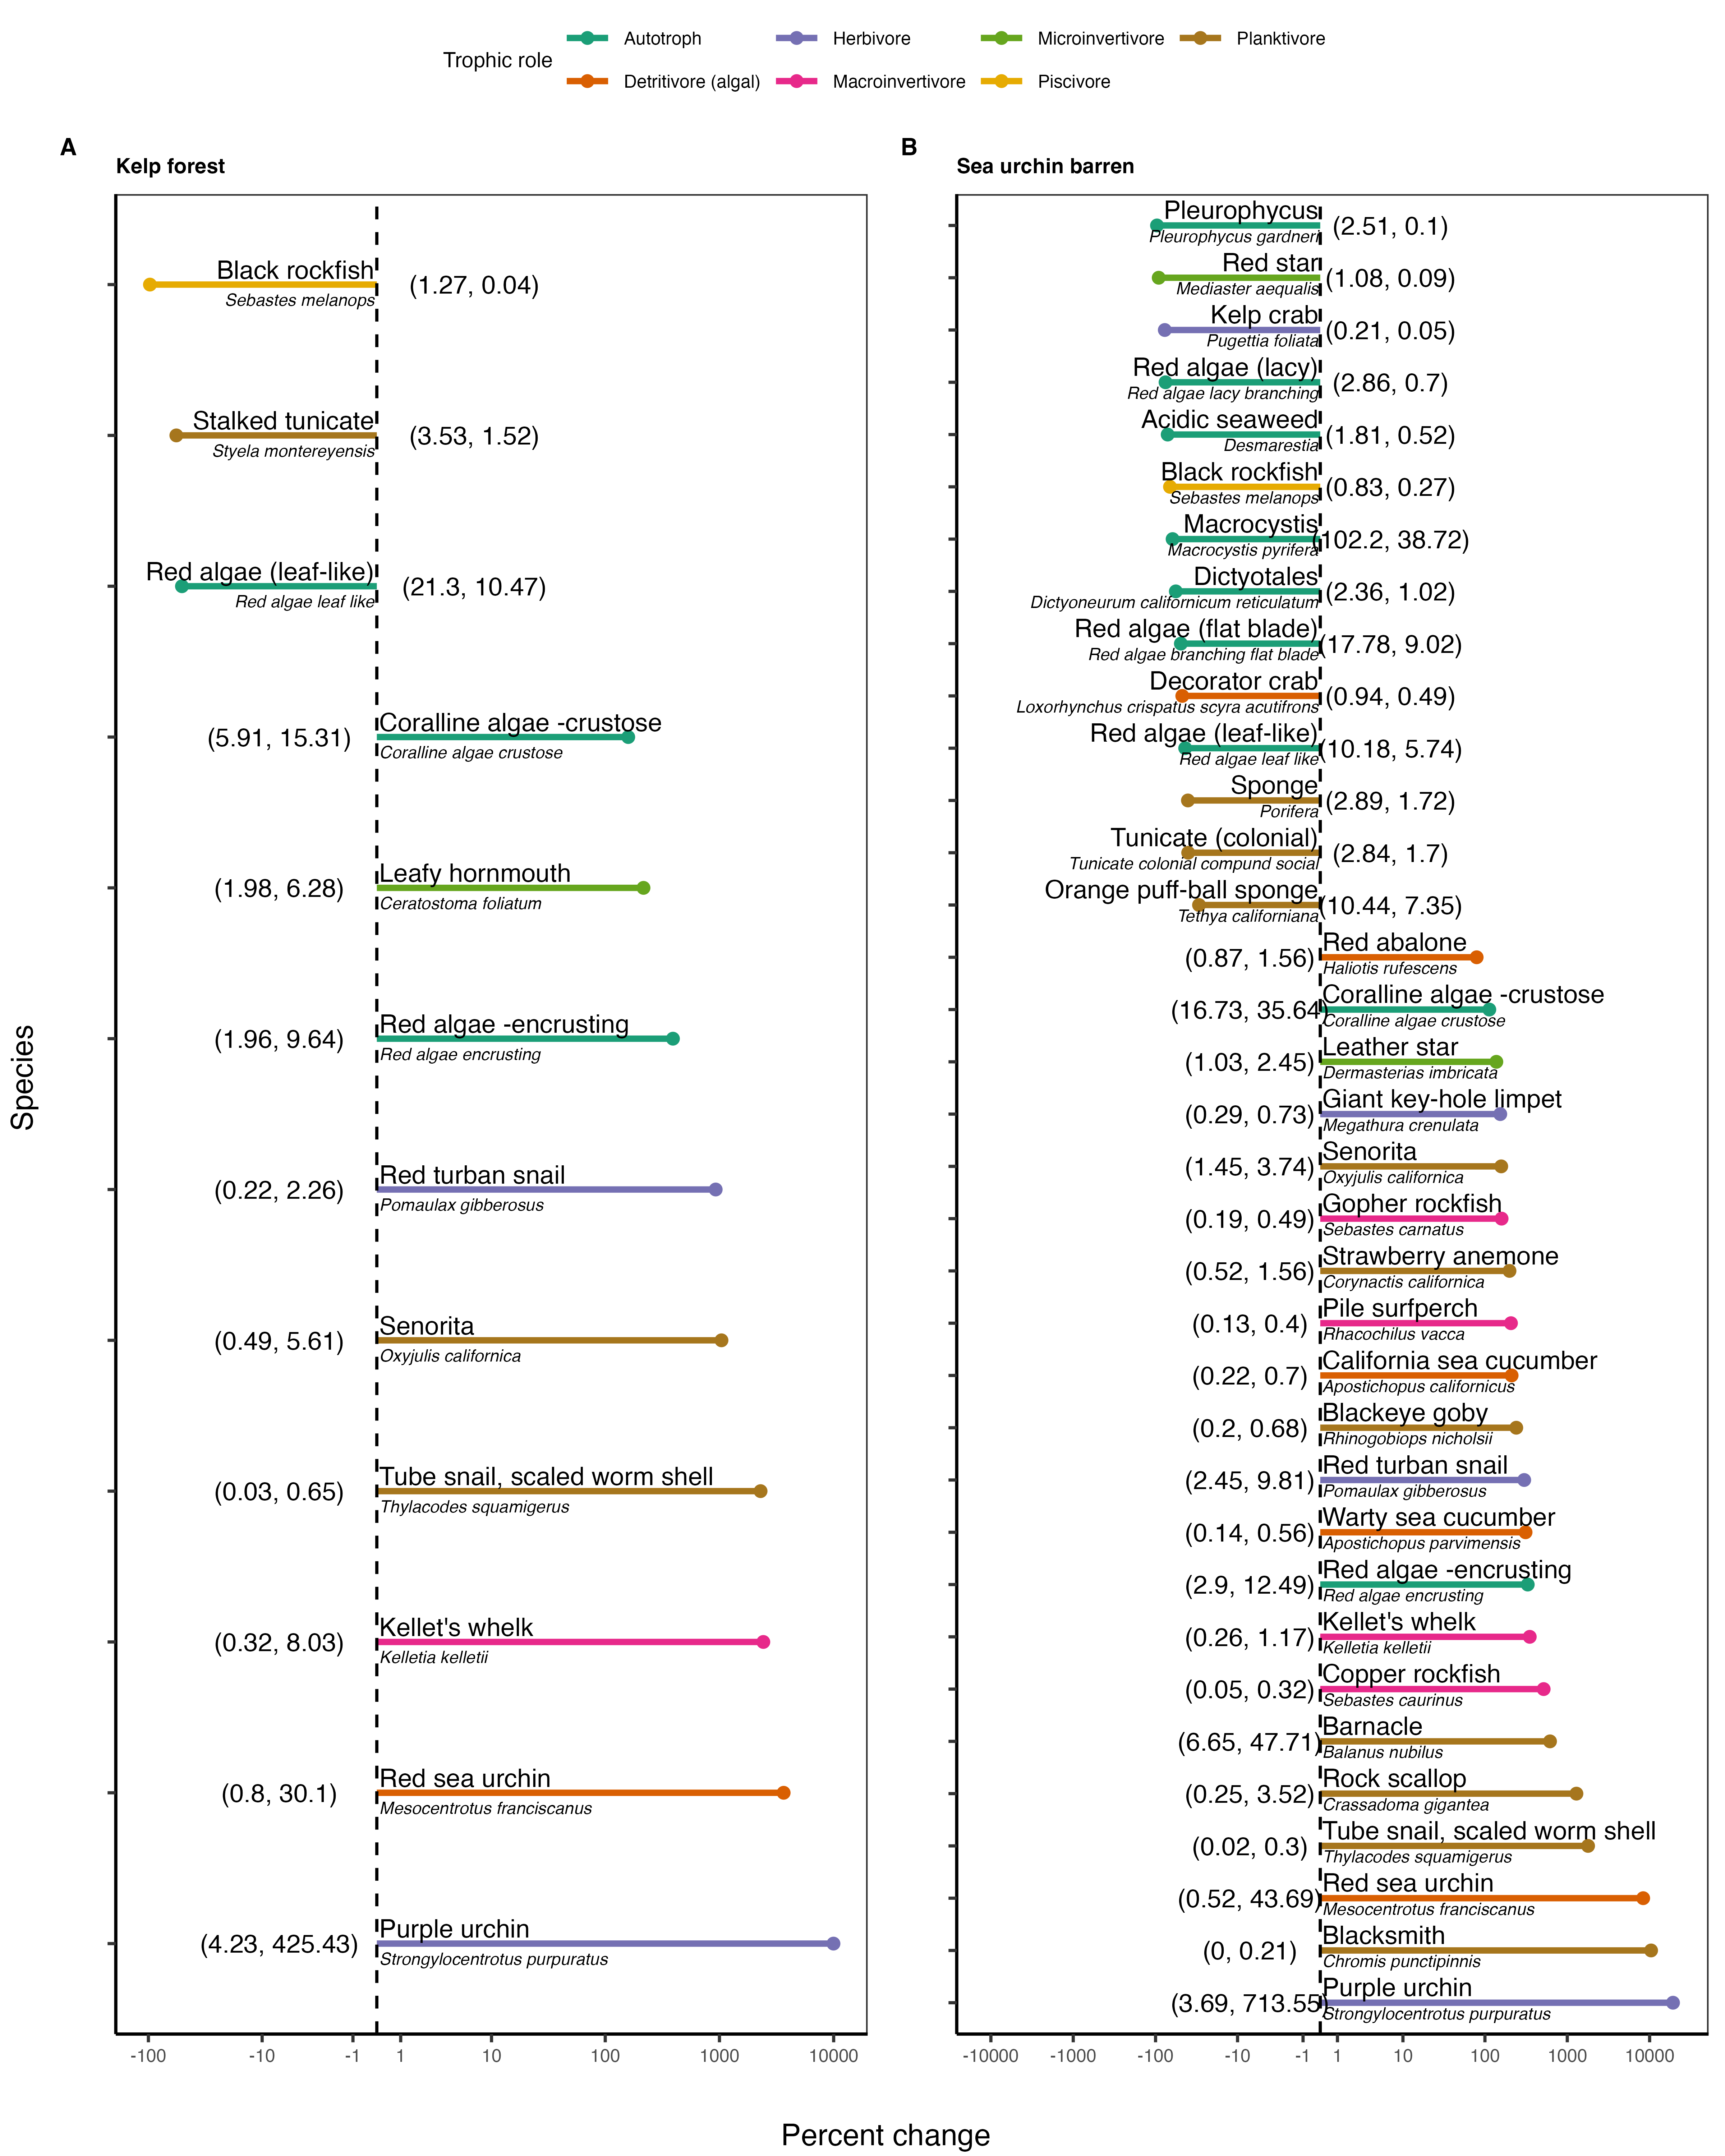 Trophic role
Autotroph
Herbivore
Microinvertivore
Planktivore
Detritivore (algal)
Macroinvertivore
Piscivore
A
Kelp forest
Black rockfish
Sebastes melanops
(1.27, 0.04)
Stalked tunicate
Styela montereyensis
(3.53, 1.52)
Red algae (leaf-like)
Red algae leaf like
(21.3, 10.47)
(5.91, 15.31)
Coralline algae -crustose
Coralline algae crustose
(1.98, 6.28)
Leafy hornmouth
Ceratostoma foliatum
(1.96, 9.64)
Red algae -encrusting
Red algae encrusting
(0.22, 2.26)
Red turban snail
Pomaulax gibberosus
(0.49, 5.61)
Senorita
Oxyjulis californica
(0.03, 0.65)
Tube snail, scaled worm shell
Thylacodes squamigerus
(0.32, 8.03)
Kellet's whelk
Kelletia kelletii
(0.8, 30.1)
Red sea urchin
Mesocentrotus franciscanus
(4.23, 425.43)
Purple urchin
Strongylocentrotus purpuratus
-100
-10
-1
1
10
100
1000
10000
B
Sea urchin barren
Pleurophycus
Pleurophycus gardneri
(2.51, 0.1)
Red star
Mediaster aequalis
(1.08, 0.09)
Kelp crab
Pugettia foliata
(0.21, 0.05)
Red algae (lacy)
Red algae lacy branching
(2.86, 0.7)
Acidic seaweed
Desmarestia
(1.81, 0.52)
Black rockfish
Sebastes melanops
(0.83, 0.27)
Macrocystis
Macrocystis pyrifera
(102.2, 38.72)
Dictyotales
Dictyoneurum californicum reticulatum
(2.36, 1.02)
Red algae (flat blade)
Red algae branching flat blade
(17.78, 9.02)
Decorator crab
Loxorhynchus crispatus scyra acutifrons
(0.94, 0.49)
Red algae (leaf-like)
Red algae leaf like
(10.18, 5.74)
Sponge
Porifera
(2.89, 1.72)
Tunicate (colonial)
Tunicate colonial compund social
(2.84, 1.7)
Orange puff-ball sponge
Tethya californiana
(10.44, 7.35)
(0.87, 1.56)
Red abalone
Haliotis rufescens
(16.73, 35.64)
Coralline algae -crustose
Coralline algae crustose
(1.03, 2.45)
Leather star
Dermasterias imbricata
(0.29, 0.73)
Giant key-hole limpet
Megathura crenulata
(1.45, 3.74)
Senorita
Oxyjulis californica
(0.19, 0.49)
Gopher rockfish
Sebastes carnatus
(0.52, 1.56)
Strawberry anemone
Corynactis californica
(0.13, 0.4)
Pile surfperch
Rhacochilus vacca
(0.22, 0.7)
California sea cucumber
Apostichopus californicus
(0.2, 0.68)
Blackeye goby
Rhinogobiops nicholsii
(2.45, 9.81)
Red turban snail
Pomaulax gibberosus
(0.14, 0.56)
Warty sea cucumber
Apostichopus parvimensis
(2.9, 12.49)
Red algae -encrusting
Red algae encrusting
(0.26, 1.17)
Kellet's whelk
Kelletia kelletii
(0.05, 0.32)
Copper rockfish
Sebastes caurinus
(6.65, 47.71)
Barnacle
Balanus nubilus
(0.25, 3.52)
Rock scallop
Crassadoma gigantea
(0.02, 0.3)
Tube snail, scaled worm shell
Thylacodes squamigerus
(0.52, 43.69)
Red sea urchin
Mesocentrotus franciscanus
(0, 0.21)
Blacksmith
Chromis punctipinnis
(3.69, 713.55)
Purple urchin
Strongylocentrotus purpuratus
-10000
-1000
-100
-10
-1
1
10
100
1000
10000
Species
Percent change